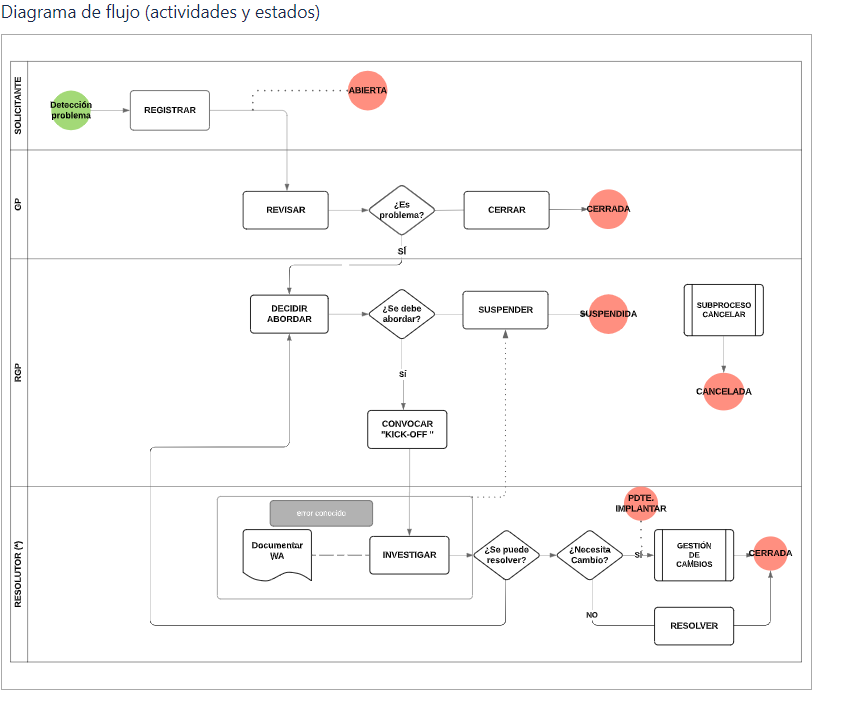 Diagrama de flujo (actividades y estados)
SOLICITANTE
Detección
problema
REGISTRAR
ABIERTA
GP
REVISAR
¿Es
problema?
CERRAR
CERRADA
SÍ
RGP
DECIDIR
ABORDAR
¿Se debe
abordar?
SUSPENDER
SUSPENDIDA
SUBPROCESO
CANCELAR
CANCELADA
SÍ
CONVOCAR
"KICK-OFF "
RESOLUTOR (*)
error conocido
Documentar
WA
INVESTIGAR
¿Se puede
resolver?
¿Necesita
Cambio?
PDTE.
IMPLANTAR
SÍ
GESTIÓN
DE
CAMBIOS
CERRADA
NO
RESOLVER